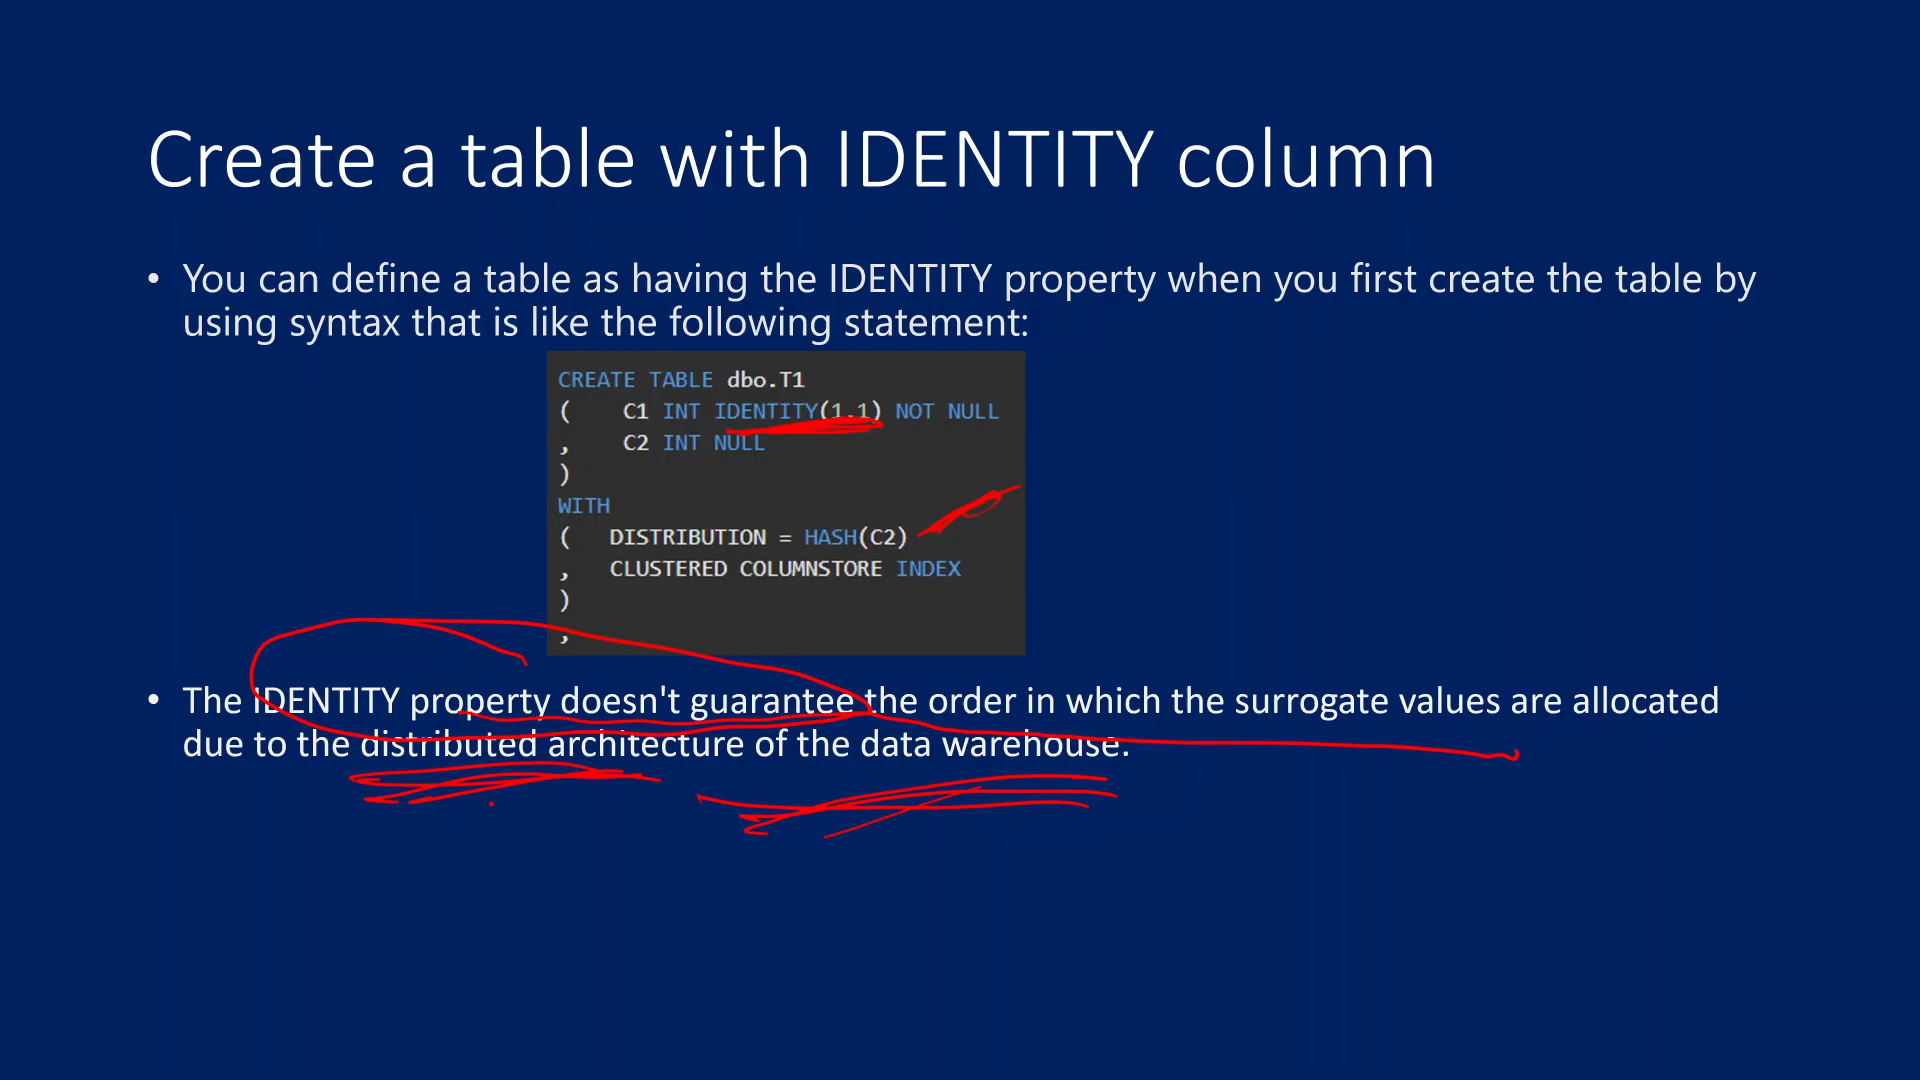 Create a table with IDENTITY column
• You can define a table as having the IDENTITY property when you first create the table by
using syntax that is like the following statement:
CREATE TABLE dbo.T1
(    C1 INT IDENTITY(1,1) NOT NULL
,    C2 INT NULL
)
WITH
(   DISTRIBUTION = HASH(C2)
,   CLUSTERED COLUMNSTORE INDEX
)
;
• The IDENTITY property doesn't guarantee the order in which the surrogate values are allocated
due to the distributed architecture of the data warehouse.